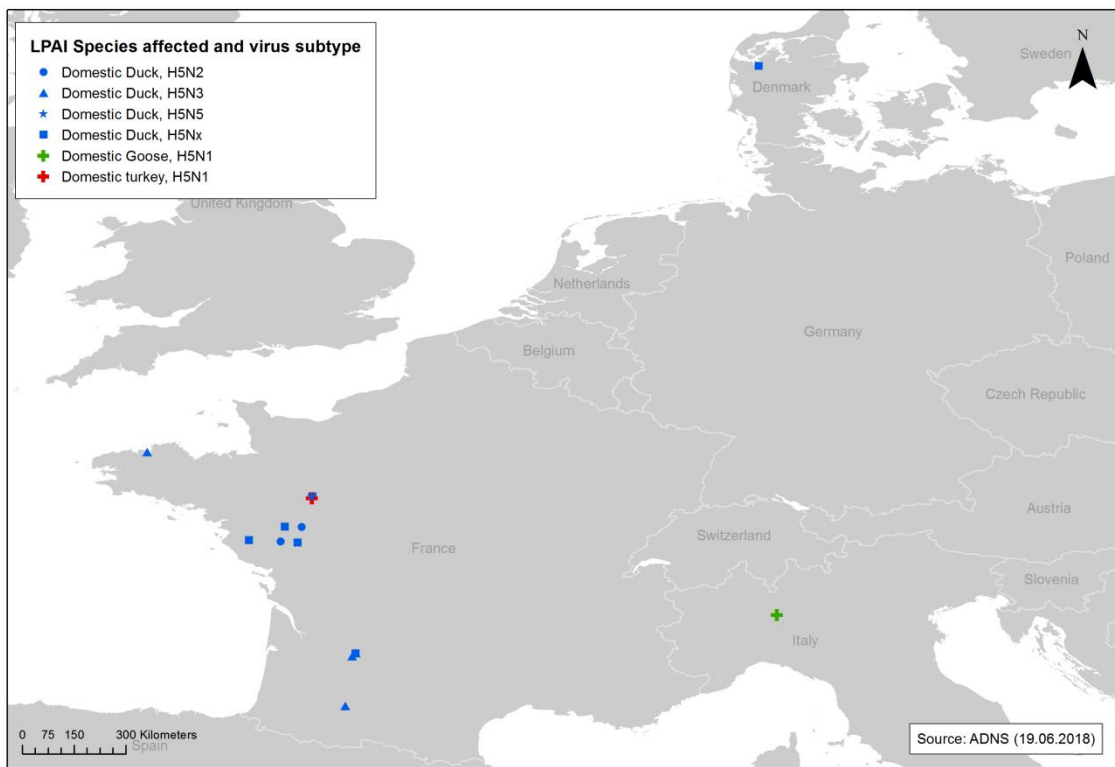 LPAI Species affected and virus subtype
Domestic Duck, H5N2
Domestic Duck, H5N3
Domestic Duck, H5N5
Domestic Duck, H5Nx
Domestic Goose, H5N1
Domestic turkey, H5N1
N
Sweden
Denmark
United Kingdom
Poland
Netherlands
Germany
Belgium
Czech Republic
Austria
Switzerland
France
Slovenia
Italy
0 75 150 300 Kilometers
Spain
Source: ADNS (19.06.2018)